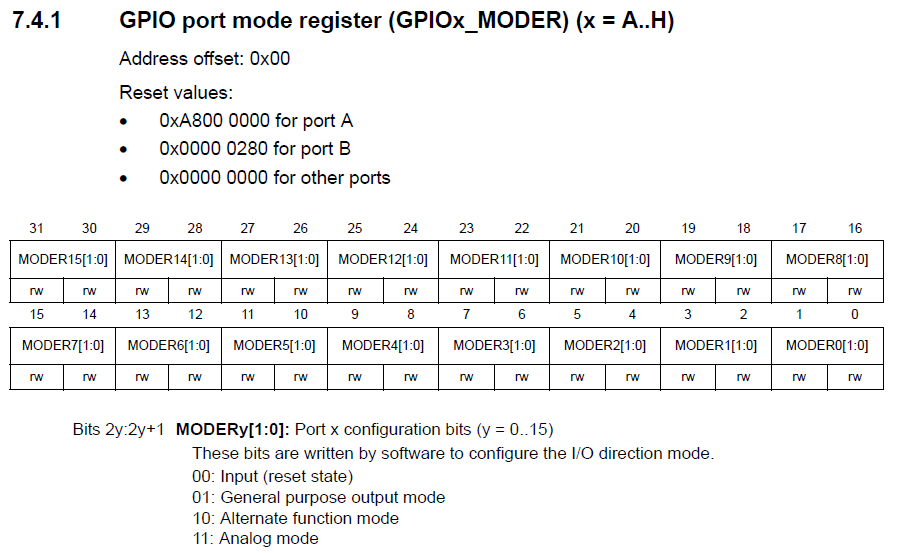 7.4.1 GPIO port mode register (GPIOx_MODER) (x = A..H)
Address offset: 0x00
Reset values:
• 0xA800 0000 for port A
• 0x0000 0280 for port B
• 0x0000 0000 for other ports
31 30 29 28 27 26 25 24 23 22 21 20 19 18 17 16
MODER15[1:0] MODER14[1:0] MODER13[1:0] MODER12[1:0] MODER11[1:0] MODER10[1:0] MODER9[1:0] MODER8[1:0]
rw rw rw rw rw rw rw rw rw rw rw rw rw rw rw rw
15 14 13 12 11 10 9 8 7 6 5 4 3 2 1 0
MODER7[1:0] MODER6[1:0] MODER5[1:0] MODER4[1:0] MODER3[1:0] MODER2[1:0] MODER1[1:0] MODER0[1:0]
rw rw rw rw rw rw rw rw rw rw rw rw rw rw rw rw
Bits 2y:2y+1 MODERy[1:0]: Port x configuration bits (y = 0..15)
These bits are written by software to configure the I/O direction mode.
00: Input (reset state)
01: General purpose output mode
10: Alternate function mode
11: Analog mode